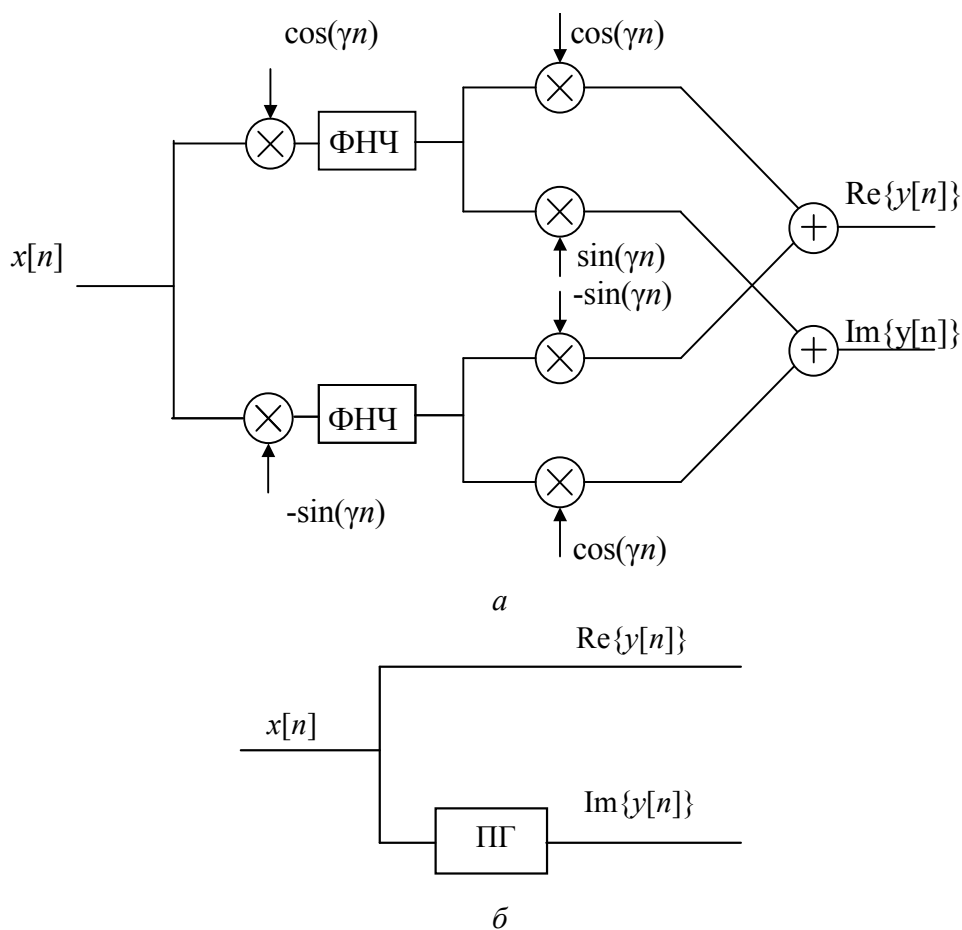 cos(γn)
cos(γn)
ФНЧ
Re{y[n]}
x[n]
sin(γn)
-sin(γn)
Im{y[n]}
ФНЧ
-sin(γn)
cos(γn)
а
Re{y[n]}
x[n]
Im{y[n]}
ПГ
б